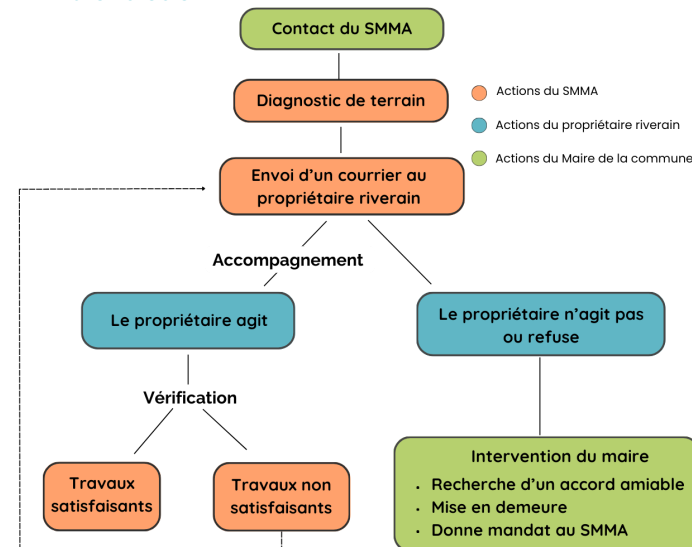 Contact du SMMA
Diagnostic de terrain
Actions du SMMA
Actions du propriétaire riverain
Actions du Maire de la commune
Envoi d'un courrier au
propriétaire riverain
Accompagnement
Le propriétaire agit
Le propriétaire n'agit pas
ou refuse
Vérification
Travaux
satisfaisants
Travaux non
satisfaisants
Intervention du maire
• Recherche d'un accord amiable
• Mise en demeure
• Donne mandat au SMMA